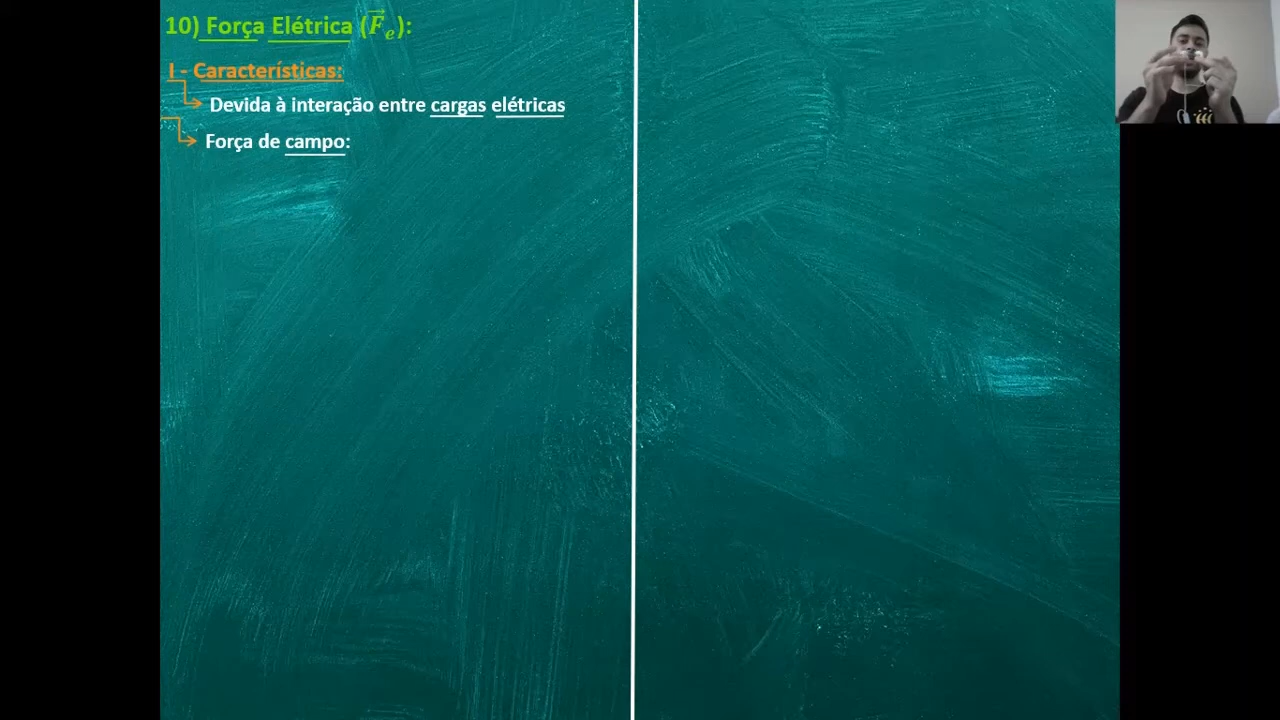 10) Força Elétrica (F⃗ₑ):
I - Características:
Devida à interação entre cargas elétricas
Força de campo: